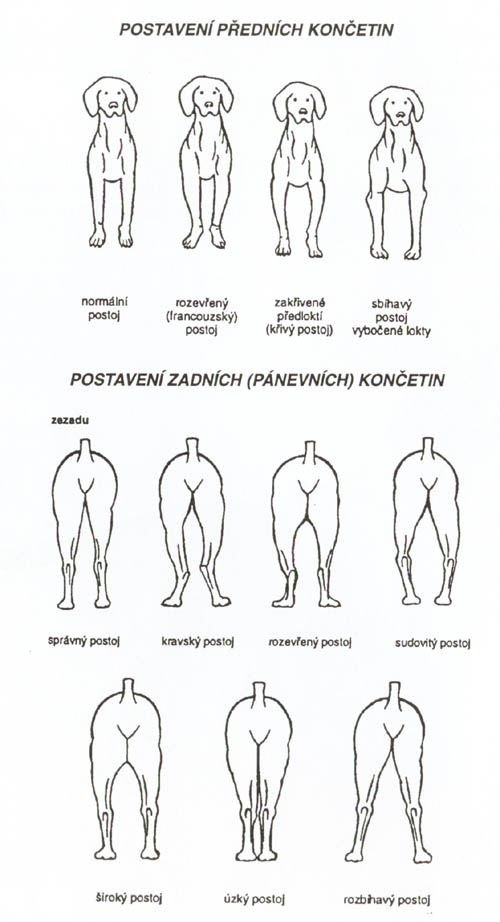 POSTAVENÍ PŘEDNÍCH KONČETIN
normální
postoj
rozevřený
(francouzský)
postoj
zakřivené
předloktí
(křivý postoj)
sbíhavý
postoj
vybočené lokty
POSTAVENÍ ZADNÍCH (PÁNEVNÍCH) KONČETIN
zezadu
správný postoj
kravský postoj
rozevřený postoj
sudovitý postoj
široký postoj
úzký postoj
rozbíhavý postoj